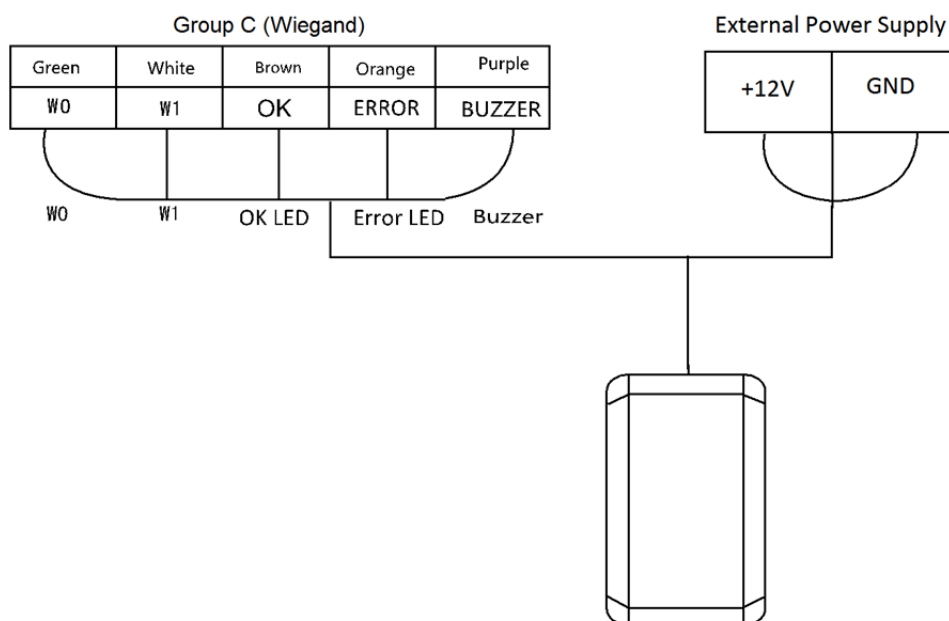 Group C (Wiegand)
External Power Supply
Green White Brown Orange Purple
W0 W1 OK ERROR BUZZER
+12V GND
W0 W1 OK LED Error LED Buzzer